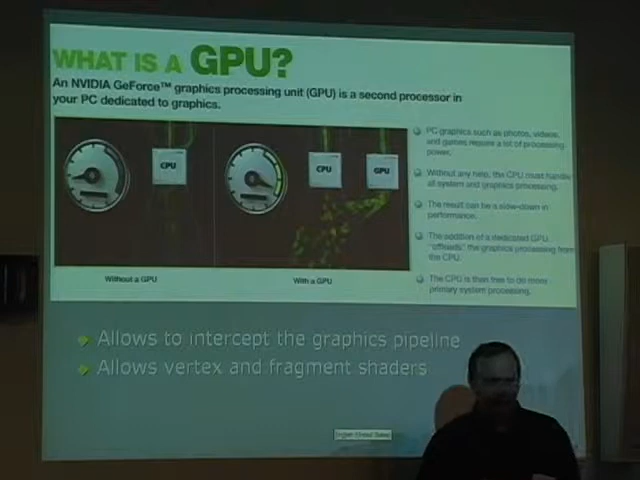 WHAT IS A GPU?
An NVIDIA GeForce™ graphics processing unit (GPU) is a second processor in
your PC dedicated to graphics.
CPU
CPU
GPU
Without a GPU
With a GPU
PC graphics such as photos, videos,
and games require a lot of processing
power.
Without any help, the CPU must handle
all system and graphics processing.
The result can be a slow-down in
performance.
The addition of a dedicated GPU
"offloads" the graphics processing from
the CPU.
The CPU is then free to do more
primary system processing.
Allows to intercept the graphics pipeline
Allows vertex and fragment shaders
English (United States)